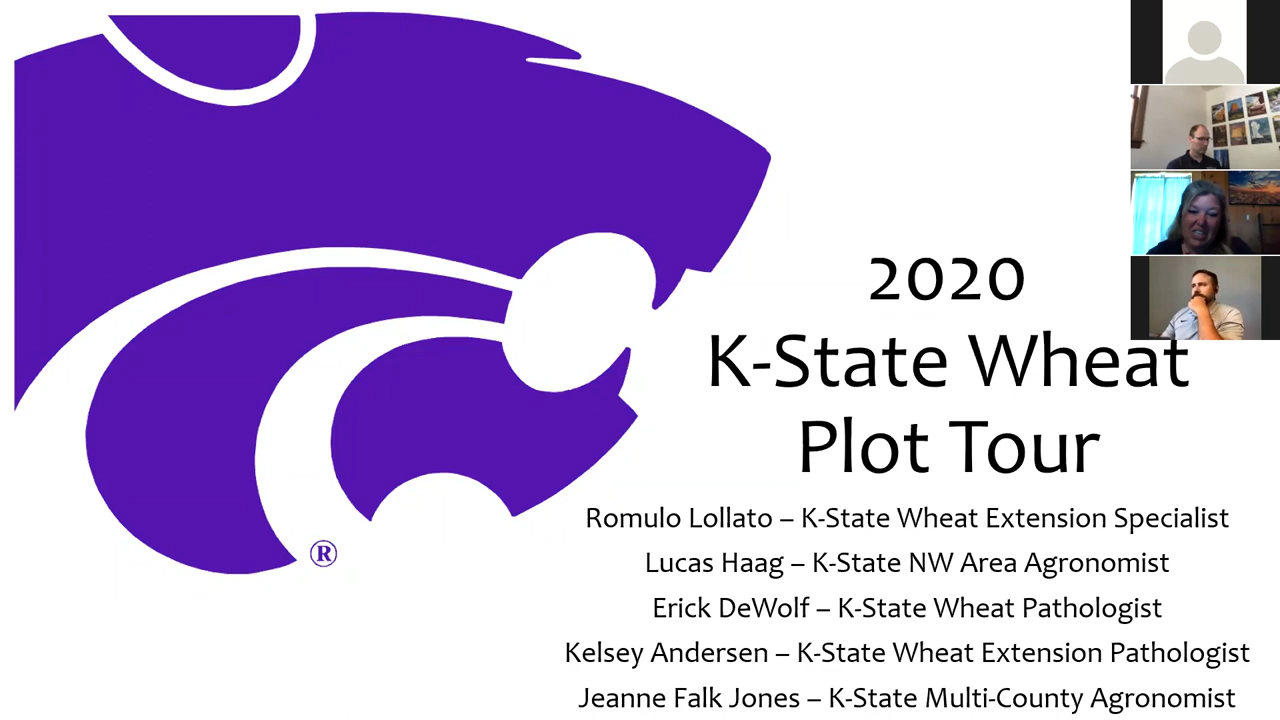 2020
K-State Wheat
Plot Tour
Romulo Lollato – K-State Wheat Extension Specialist
Lucas Haag – K-State NW Area Agronomist
Erick DeWolf – K-State Wheat Pathologist
Kelsey Andersen – K-State Wheat Extension Pathologist
Jeanne Falk Jones – K-State Multi-County Agronomist
®